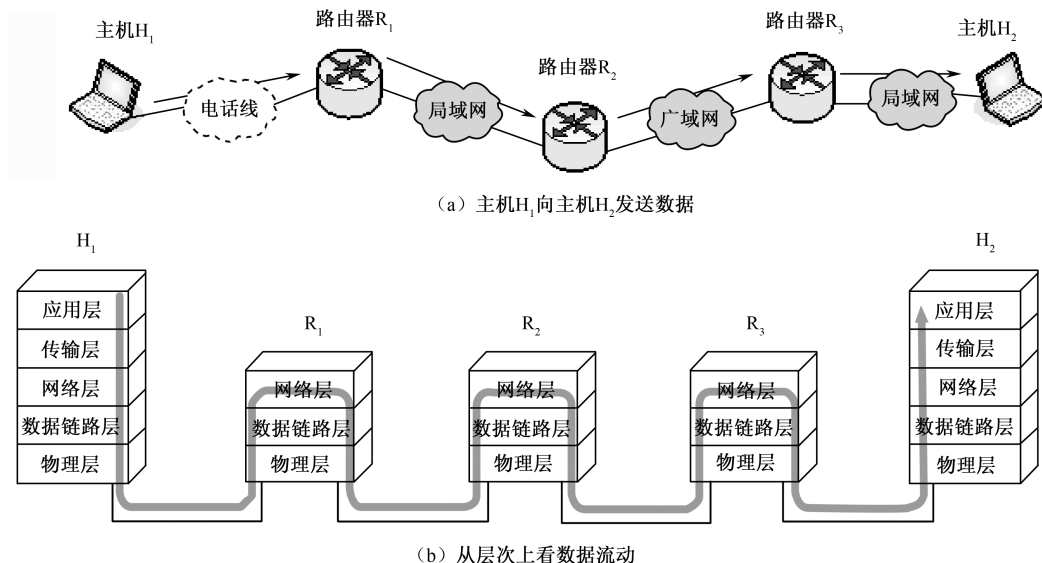 主机H1
路由器R1
路由器R2
路由器R3
主机H2
电话线
局域网
广域网
局域网
（a）主机H1向主机H2发送数据
H1
应用层
传输层
网络层
数据链路层
物理层
R1
网络层
数据链路层
物理层
R2
网络层
数据链路层
物理层
R3
网络层
数据链路层
物理层
H2
应用层
传输层
网络层
数据链路层
物理层
（b）从层次上看数据流动